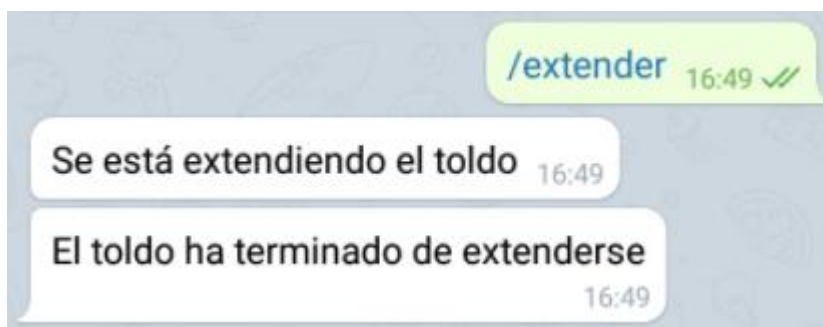 /extender 16:49
Se está extendiendo el toldo 16:49
El toldo ha terminado de extenderse
16:49